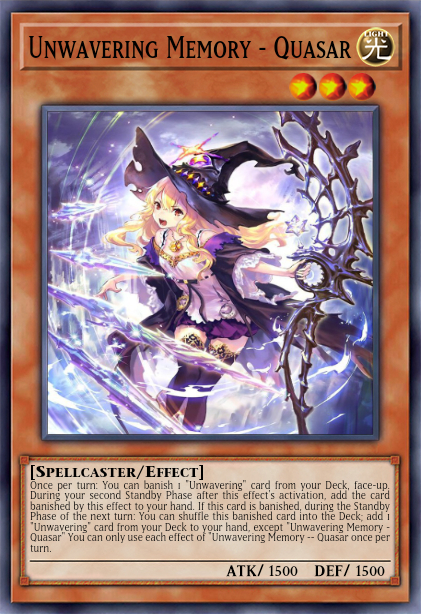 Unwavering Memory - Quasar
LIGHT
光
[Spellcaster/Effect]
Once per turn: You can banish 1 "Unwavering" card from your Deck, face-up.
During your second Standby Phase after this effect's activation, add the card
banished by this effect to your hand. If this card is banished, during the Standby
Phase of the next turn: You can shuffle this banished card into the Deck; add 1
"Unwavering" card from your Deck to your hand, except "Unwavering Memory -
Quasar" You can only use each effect of "Unwavering Memory -- Quasar once per
turn.
ATK/ 1500 DEF/ 1500